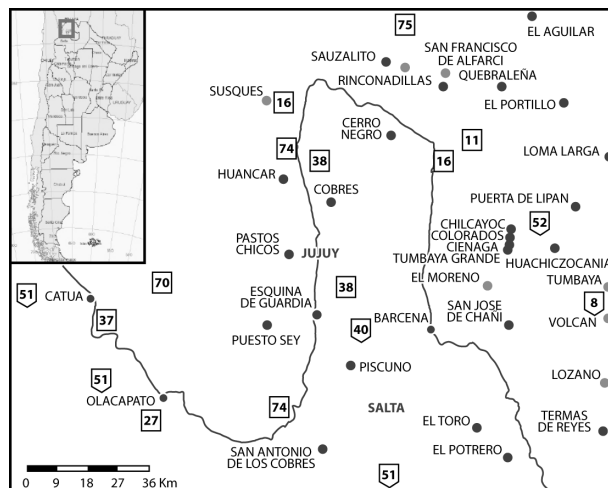 75
EL AGUILAR
SAUZALITO
SAN FRANCISCO
DE ALFARCI
RINCONADILLAS
QUEBRALEÑA
SUSQUES
16
EL PORTILLO
CERRO
NEGRO
11
74
38
16
LOMA LARGA
HUANCAR
COBRES
PUERTA DE LIPAN
CHILCAYOC
COLORADOS
CIENAGA
TUMBAYA GRANDE
52
PASTOS
CHICOS
JUJUY
HUACHICZOCANIA
EL MORENO
TUMBAYA
70
51
CATUA
38
ESQUINA
DE GUARDIA
BARCENA
SAN JOSE
DE CHAÑI
8
VOLCAN
37
PUESTO SEY
40
PISCUNO
51
LOZANO
OLACAPATO
27
74
SALTA
EL TORO
TERMAS
DE REYES
SAN ANTONIO
DE LOS COBRES
EL POTRERO
51
0 9 18 27 36 Km